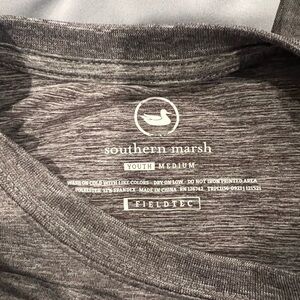 southern marsh
YOUTH MEDIUM
WASH ON COLD WITH LIKE COLORS - DRY ON LOW - DO NOT IRON PRINTED AREA
SPANDEX
FIELDTEC